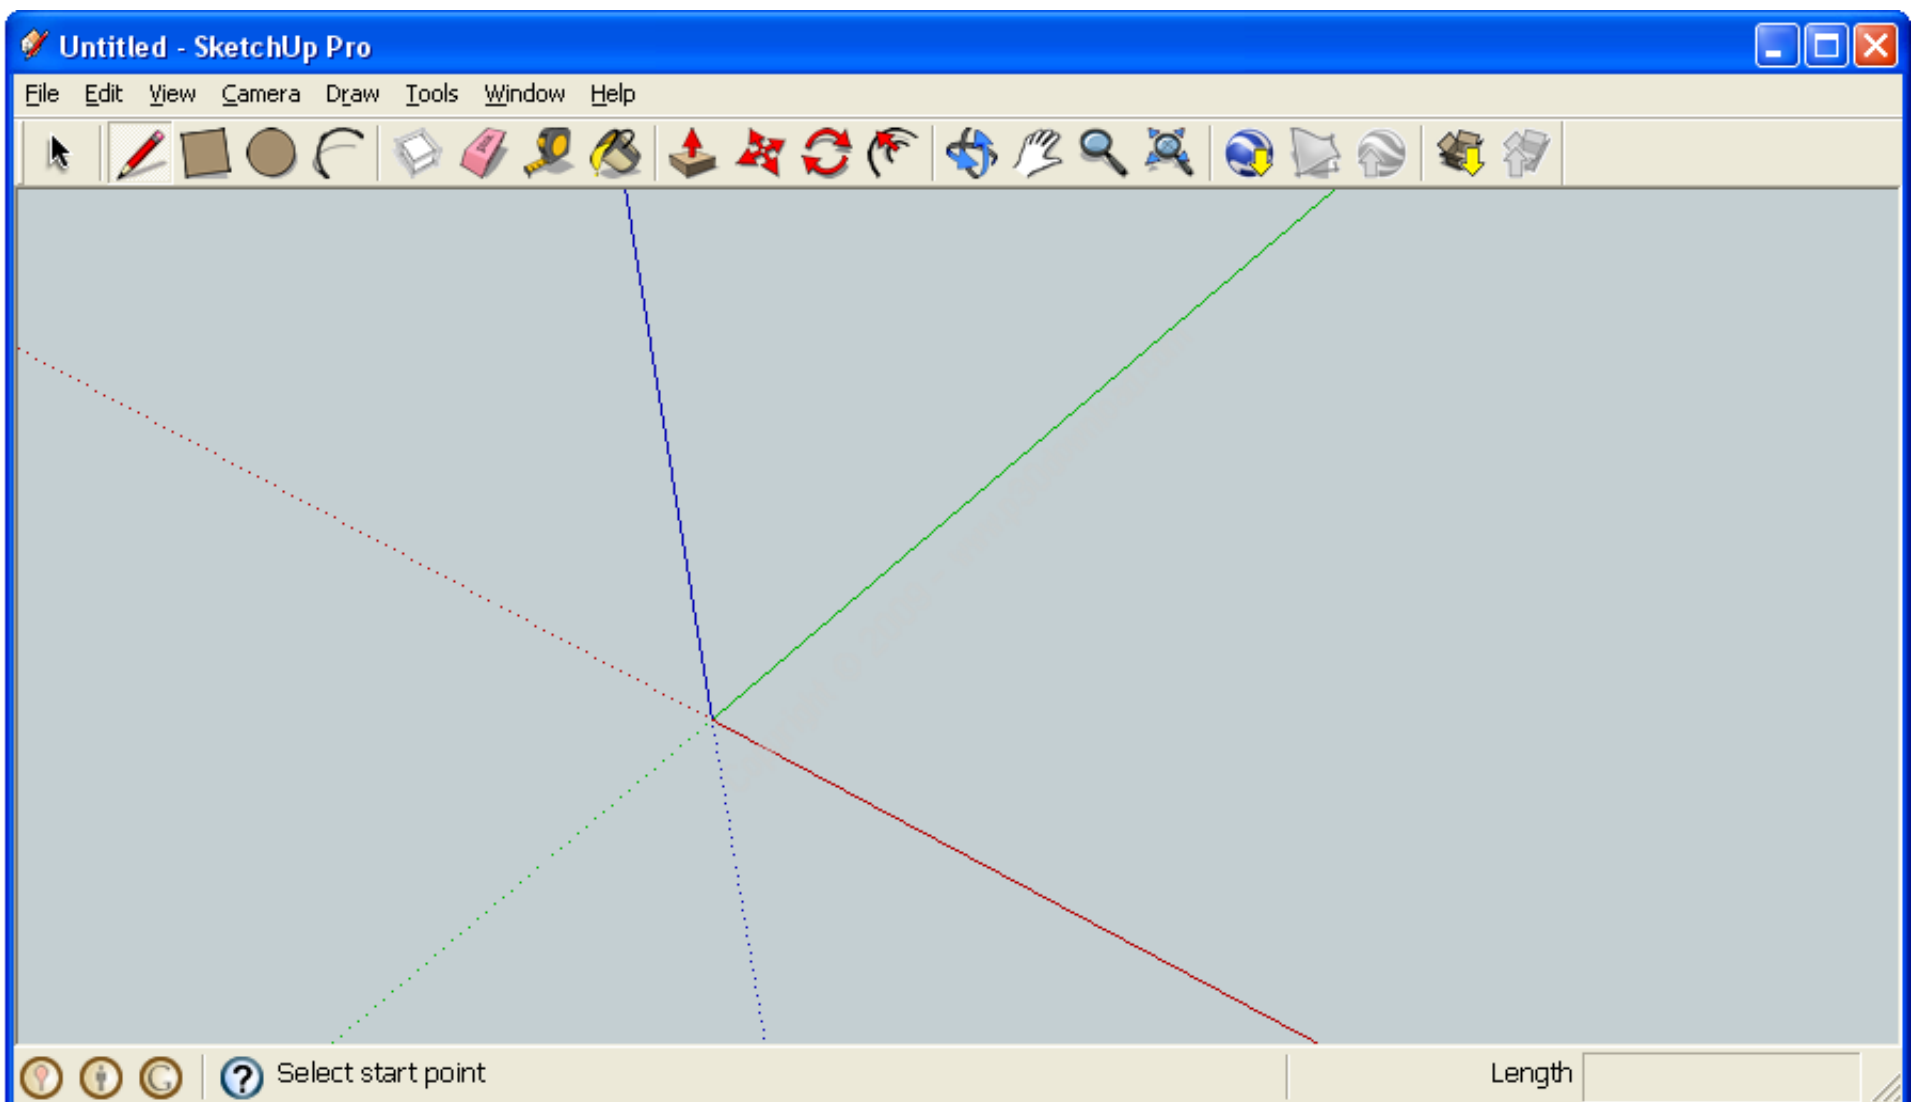 Untitled - SketchUp Pro
File Edit View Camera Draw Tools Window Help
Select start point
Length